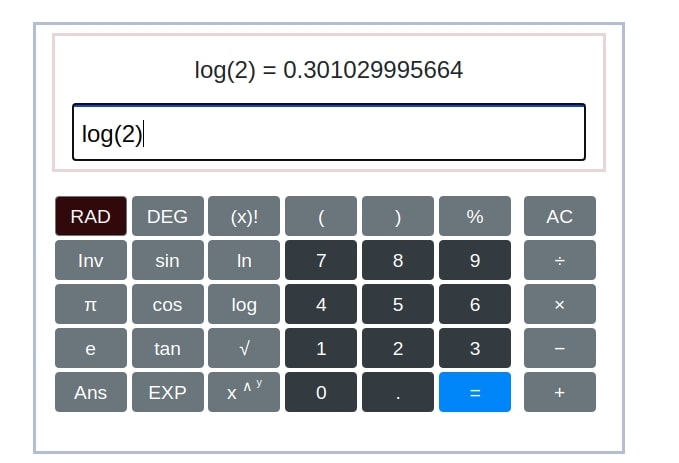 log(2) = 0.301029995664
log(2)
RAD DEG (x)! ( ) % AC
Inv sin ln 7 8 9 ÷
π cos log 4 5 6 ×
e tan √ 1 2 3 −
Ans EXP x ∧ y 0 . = +